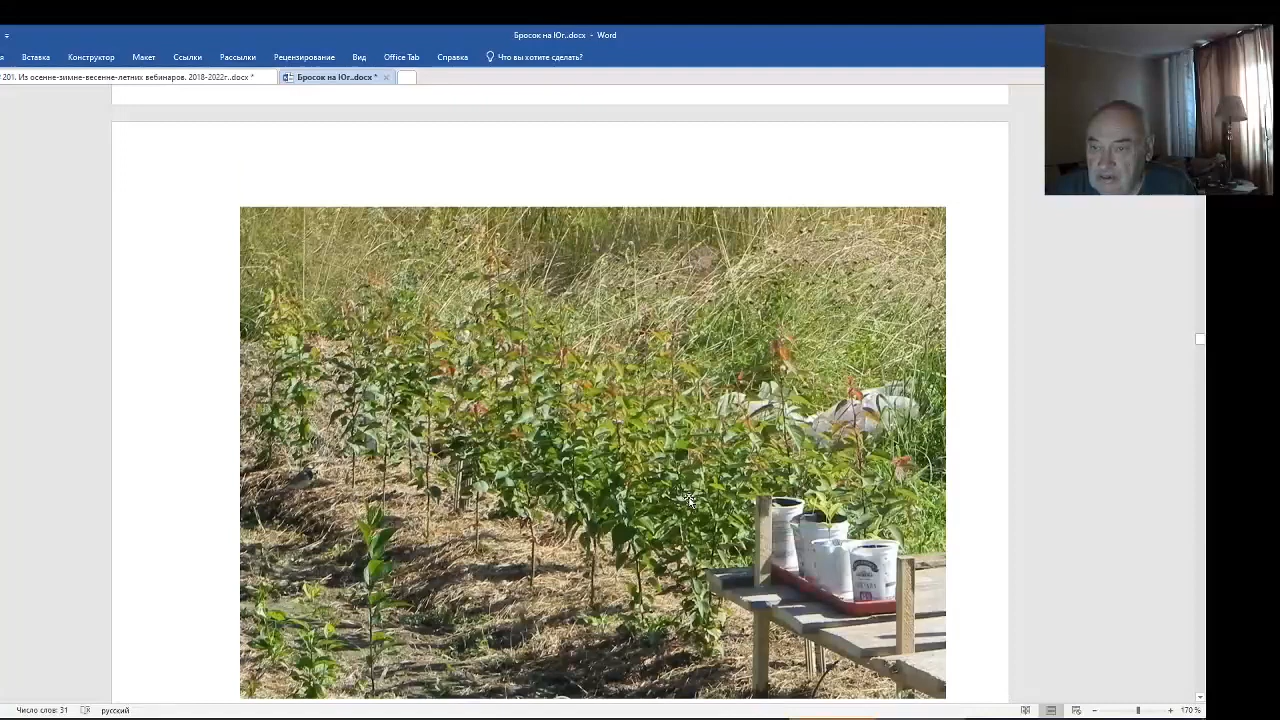 Бросок на Юг..docx - Word
Вставка Конструктор Макет Ссылки Рассылки Рецензирование Вид Office Tab Справка Что вы хотите сделать?
201. Из осенне-зимне-весенне-летних вебинаров. 2018-2022г..docx * Бросок на Юг..docx *
Число слов: 31 русский 170 %